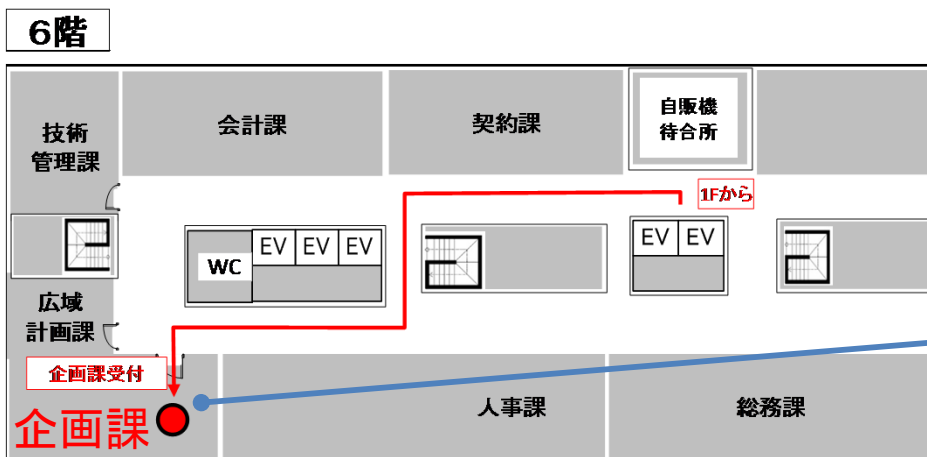 6階
技術
管理課
会計課
契約課
自販機
待合所
1Fから
EV EV EV
WC
EV EV
広域
計画課
企画課受付
企画課
人事課
総務課